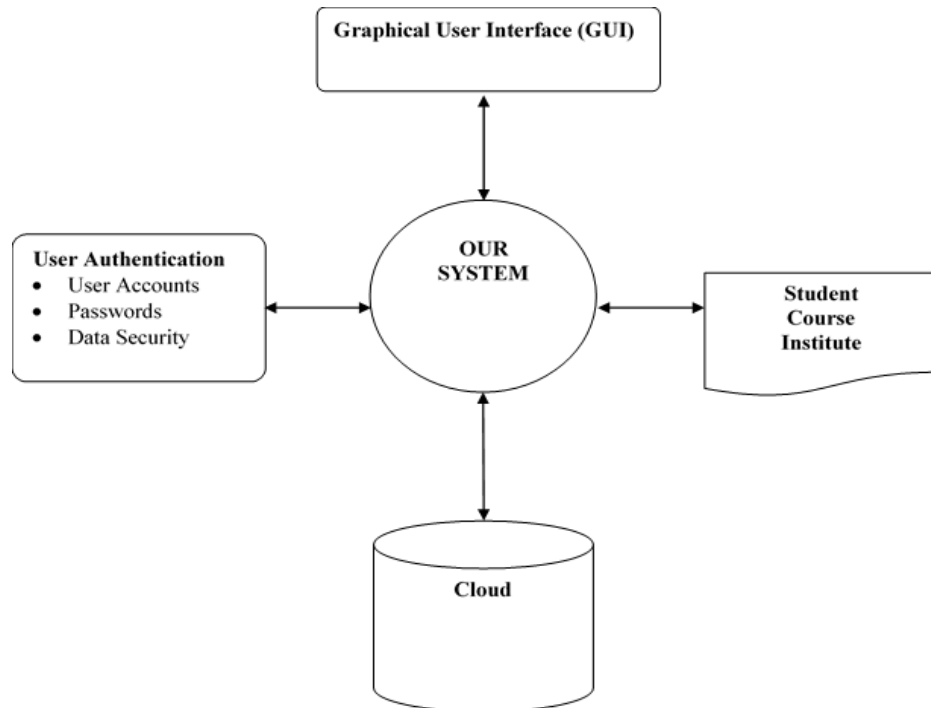 Graphical User Interface (GUI)
OUR
SYSTEM
User Authentication
• User Accounts
• Passwords
• Data Security
Student
Course
Institute
Cloud